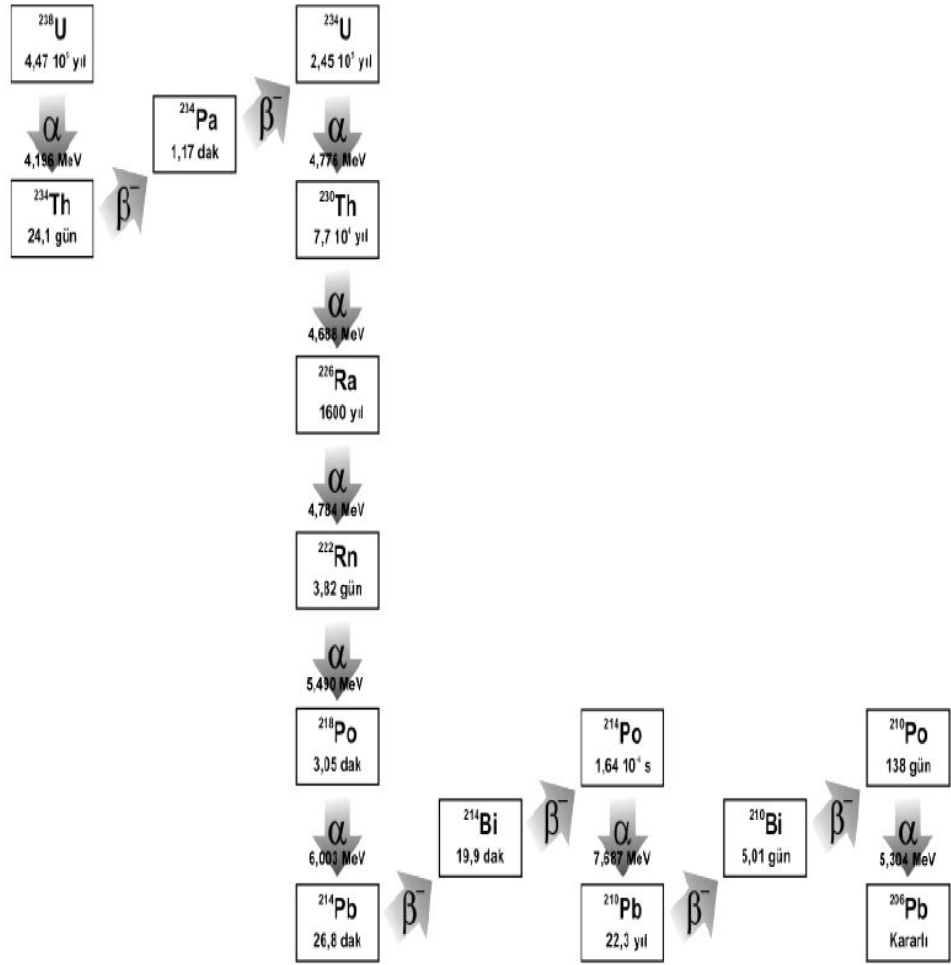 ²³⁸U
4,47 10⁹ yıl
α
4,196 MeV
²³⁴Th
24,1 gün
β⁻
²³⁴Pa
1,17 dak
β⁻
²³⁴U
2,45 10⁵ yıl
α
4,776 MeV
²³⁰Th
7,7 10⁴ yıl
α
4,688 MeV
²²⁶Ra
1600 yıl
α
4,784 MeV
²²²Rn
3,82 gün
α
5,490 MeV
²¹⁸Po
3,05 dak
α
6,003 MeV
²¹⁴Pb
26,8 dak
β⁻
²¹⁴Bi
19,9 dak
β⁻
²¹⁴Po
1,64 10⁻⁴ s
α
7,687 MeV
²¹⁰Pb
22,3 yıl
β⁻
²¹⁰Bi
5,01 gün
β⁻
²¹⁰Po
138 gün
α
5,304 MeV
²⁰⁶Pb
Kararlı